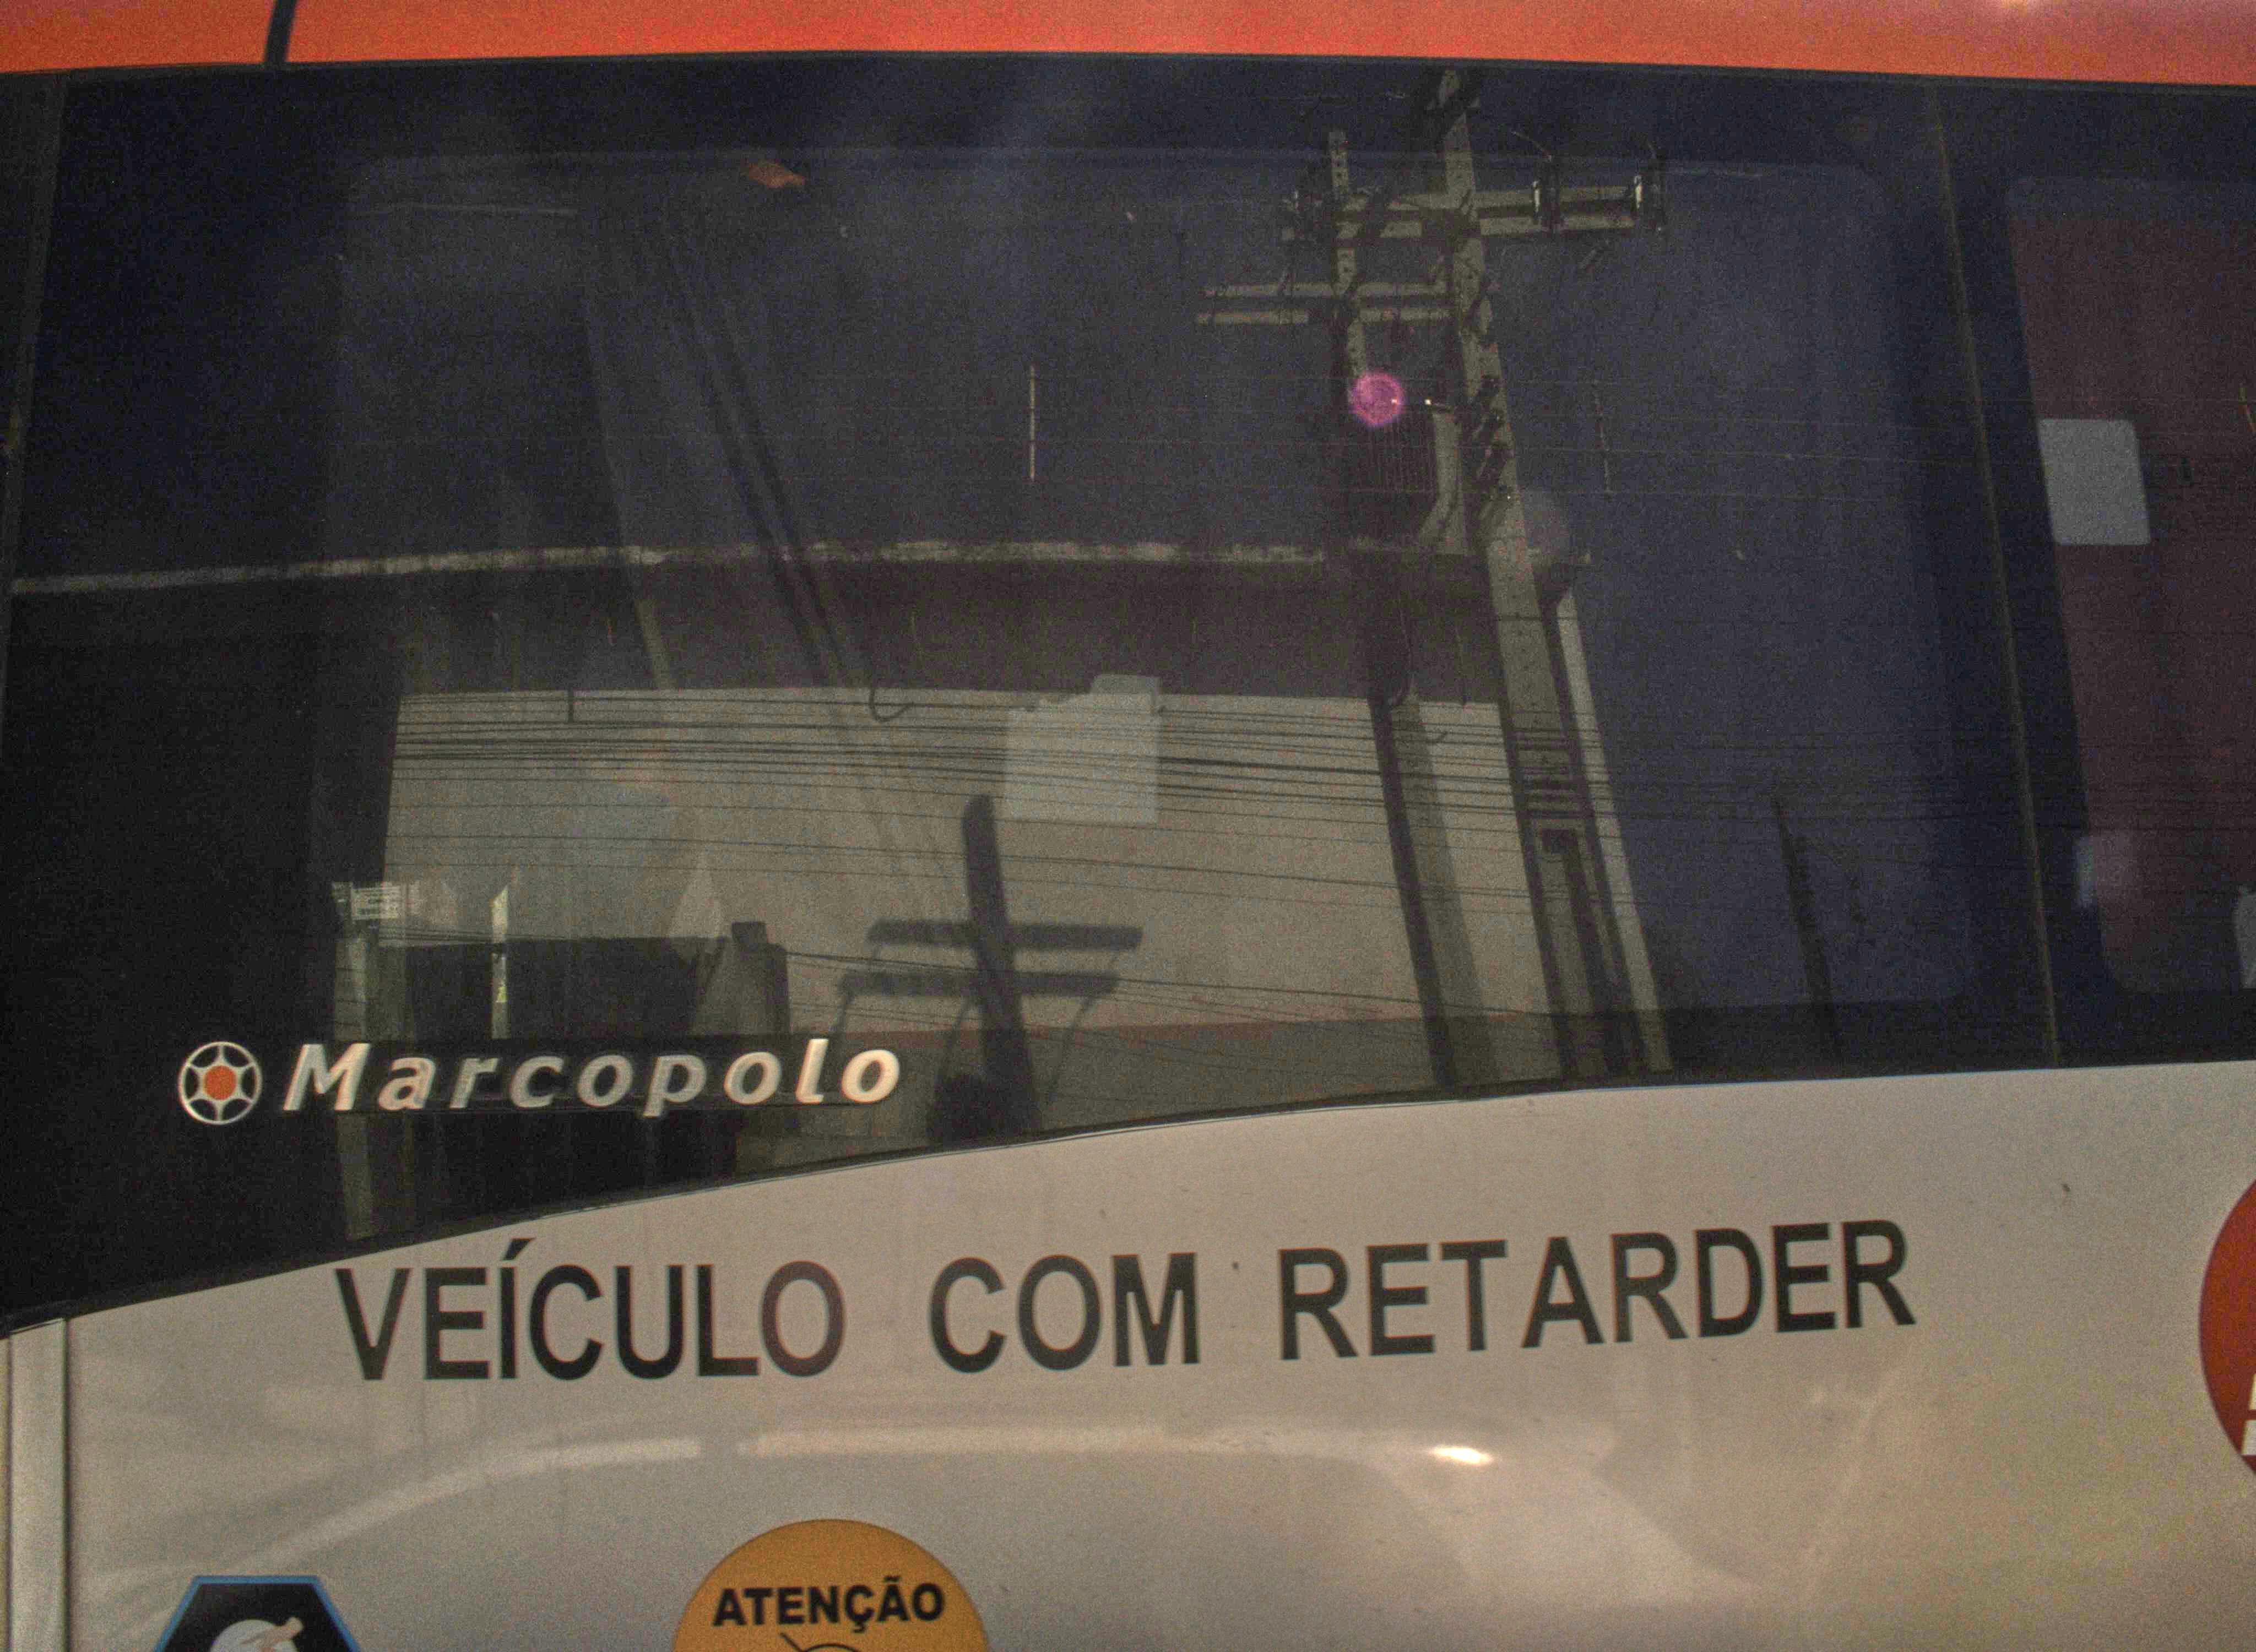 Marcopolo
VEÍCULO COM RETARDER
ATENÇÃO